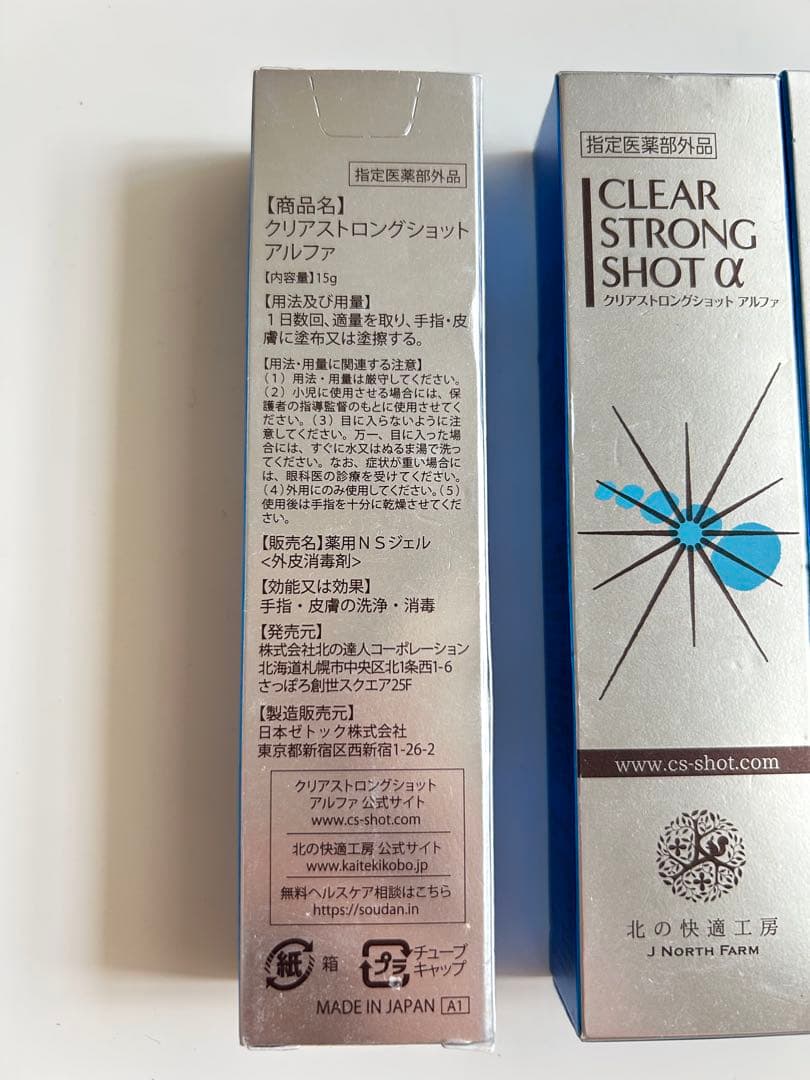 指定医薬部外品
【商品名】
クリアストロングショット
アルファ
【内容量】15g
【用法及び用量】
1日数回、適量を取り、手指・皮
膚に塗布又は塗擦する。
【用法・用量に関連する注意】
(1)用法・用量は厳守してください。
(2)小児に使用させる場合には、保
護者の指導監督のもとに使用させてく
ださい。(3)目に入らないように注
意してください。万一、目に入った場
合には、すぐに水又はぬるま湯で洗っ
てください。なお、症状が重い場合に
は、眼科医の診療を受けてください。
(4)外用にのみ使用してください。(5)
使用後は手指を十分に乾燥させてくだ
さい。
【販売名】薬用NSジェル
<外皮消毒剤>
【効能又は効果】
手指・皮膚の洗浄・消毒
【発売元】
株式会社北の達人コーポレーション
北海道札幌市中央区北1条西1-6
さっぽろ創世スクエア25F
【製造販売元】
日本ゼトック株式会社
東京都新宿区西新宿1-26-2
クリアストロングショット
アルファ 公式サイト
www.cs-shot.com
北の快適工房 公式サイト
www.kaitekikobo.jp
無料ヘルスケア相談はこちら
https://soudan.in
紙 箱
プラ チューブ
キャップ
MADE IN JAPAN A1
指定医薬部外品
CLEAR
STRONG
SHOT α
クリアストロングショット アルファ
www.cs-shot.com
北の快適工房
J NORTH FARM